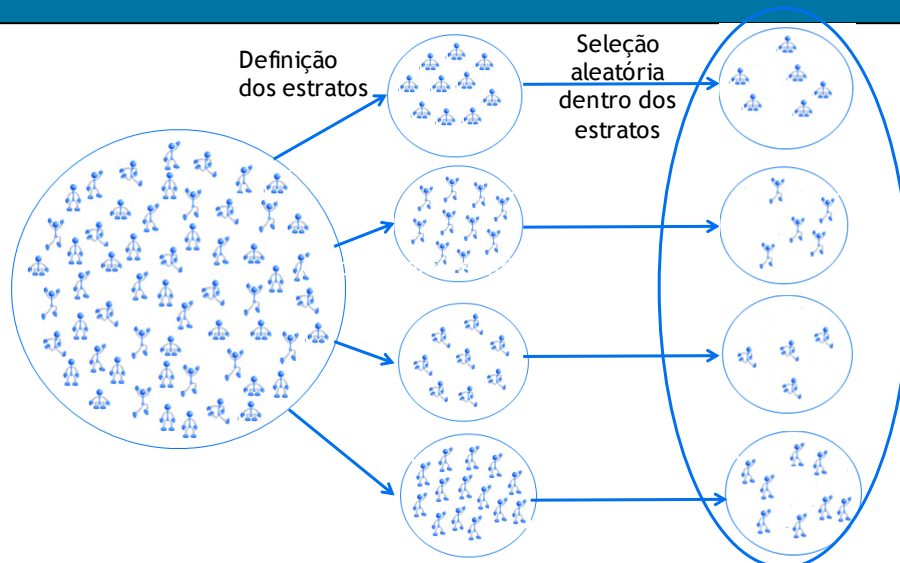 Definição
dos estratos
Seleção
aleatória
dentro dos
estratos